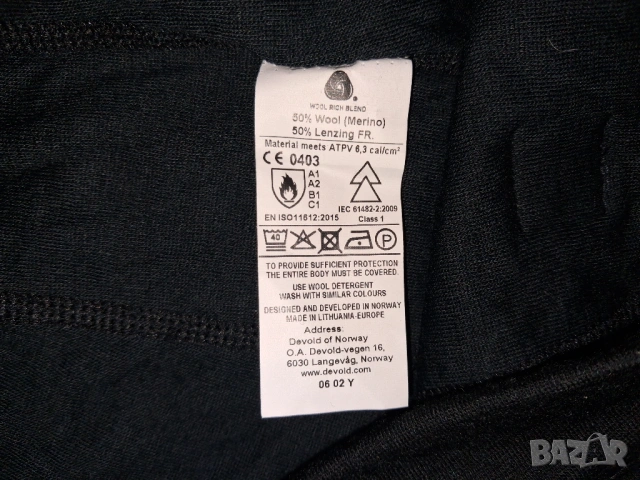 WOOL RICH BLEND
50% Wool (Merino)
50% Lenzing FR.
Material meets ATPV 6,3 cal/cm²
CE 0403
A1
A2
B1
C1
EN ISO11612:2015
IEC 61482-2:2009
Class 1
40
P
TO PROVIDE SUFFICIENT PROTECTION
THE ENTIRE BODY MUST BE COVERED.
USE WOOL DETERGENT
WASH WITH SIMILAR COLOURS
DESIGNED AND DEVELOPED IN NORWAY
MADE IN LITHUANIA-EUROPE
Address:
Devold of Norway
O.A. Devold-vegen 16,
6030 Langevåg, Norway
www.devold.com
06 02 Y
BAZAR